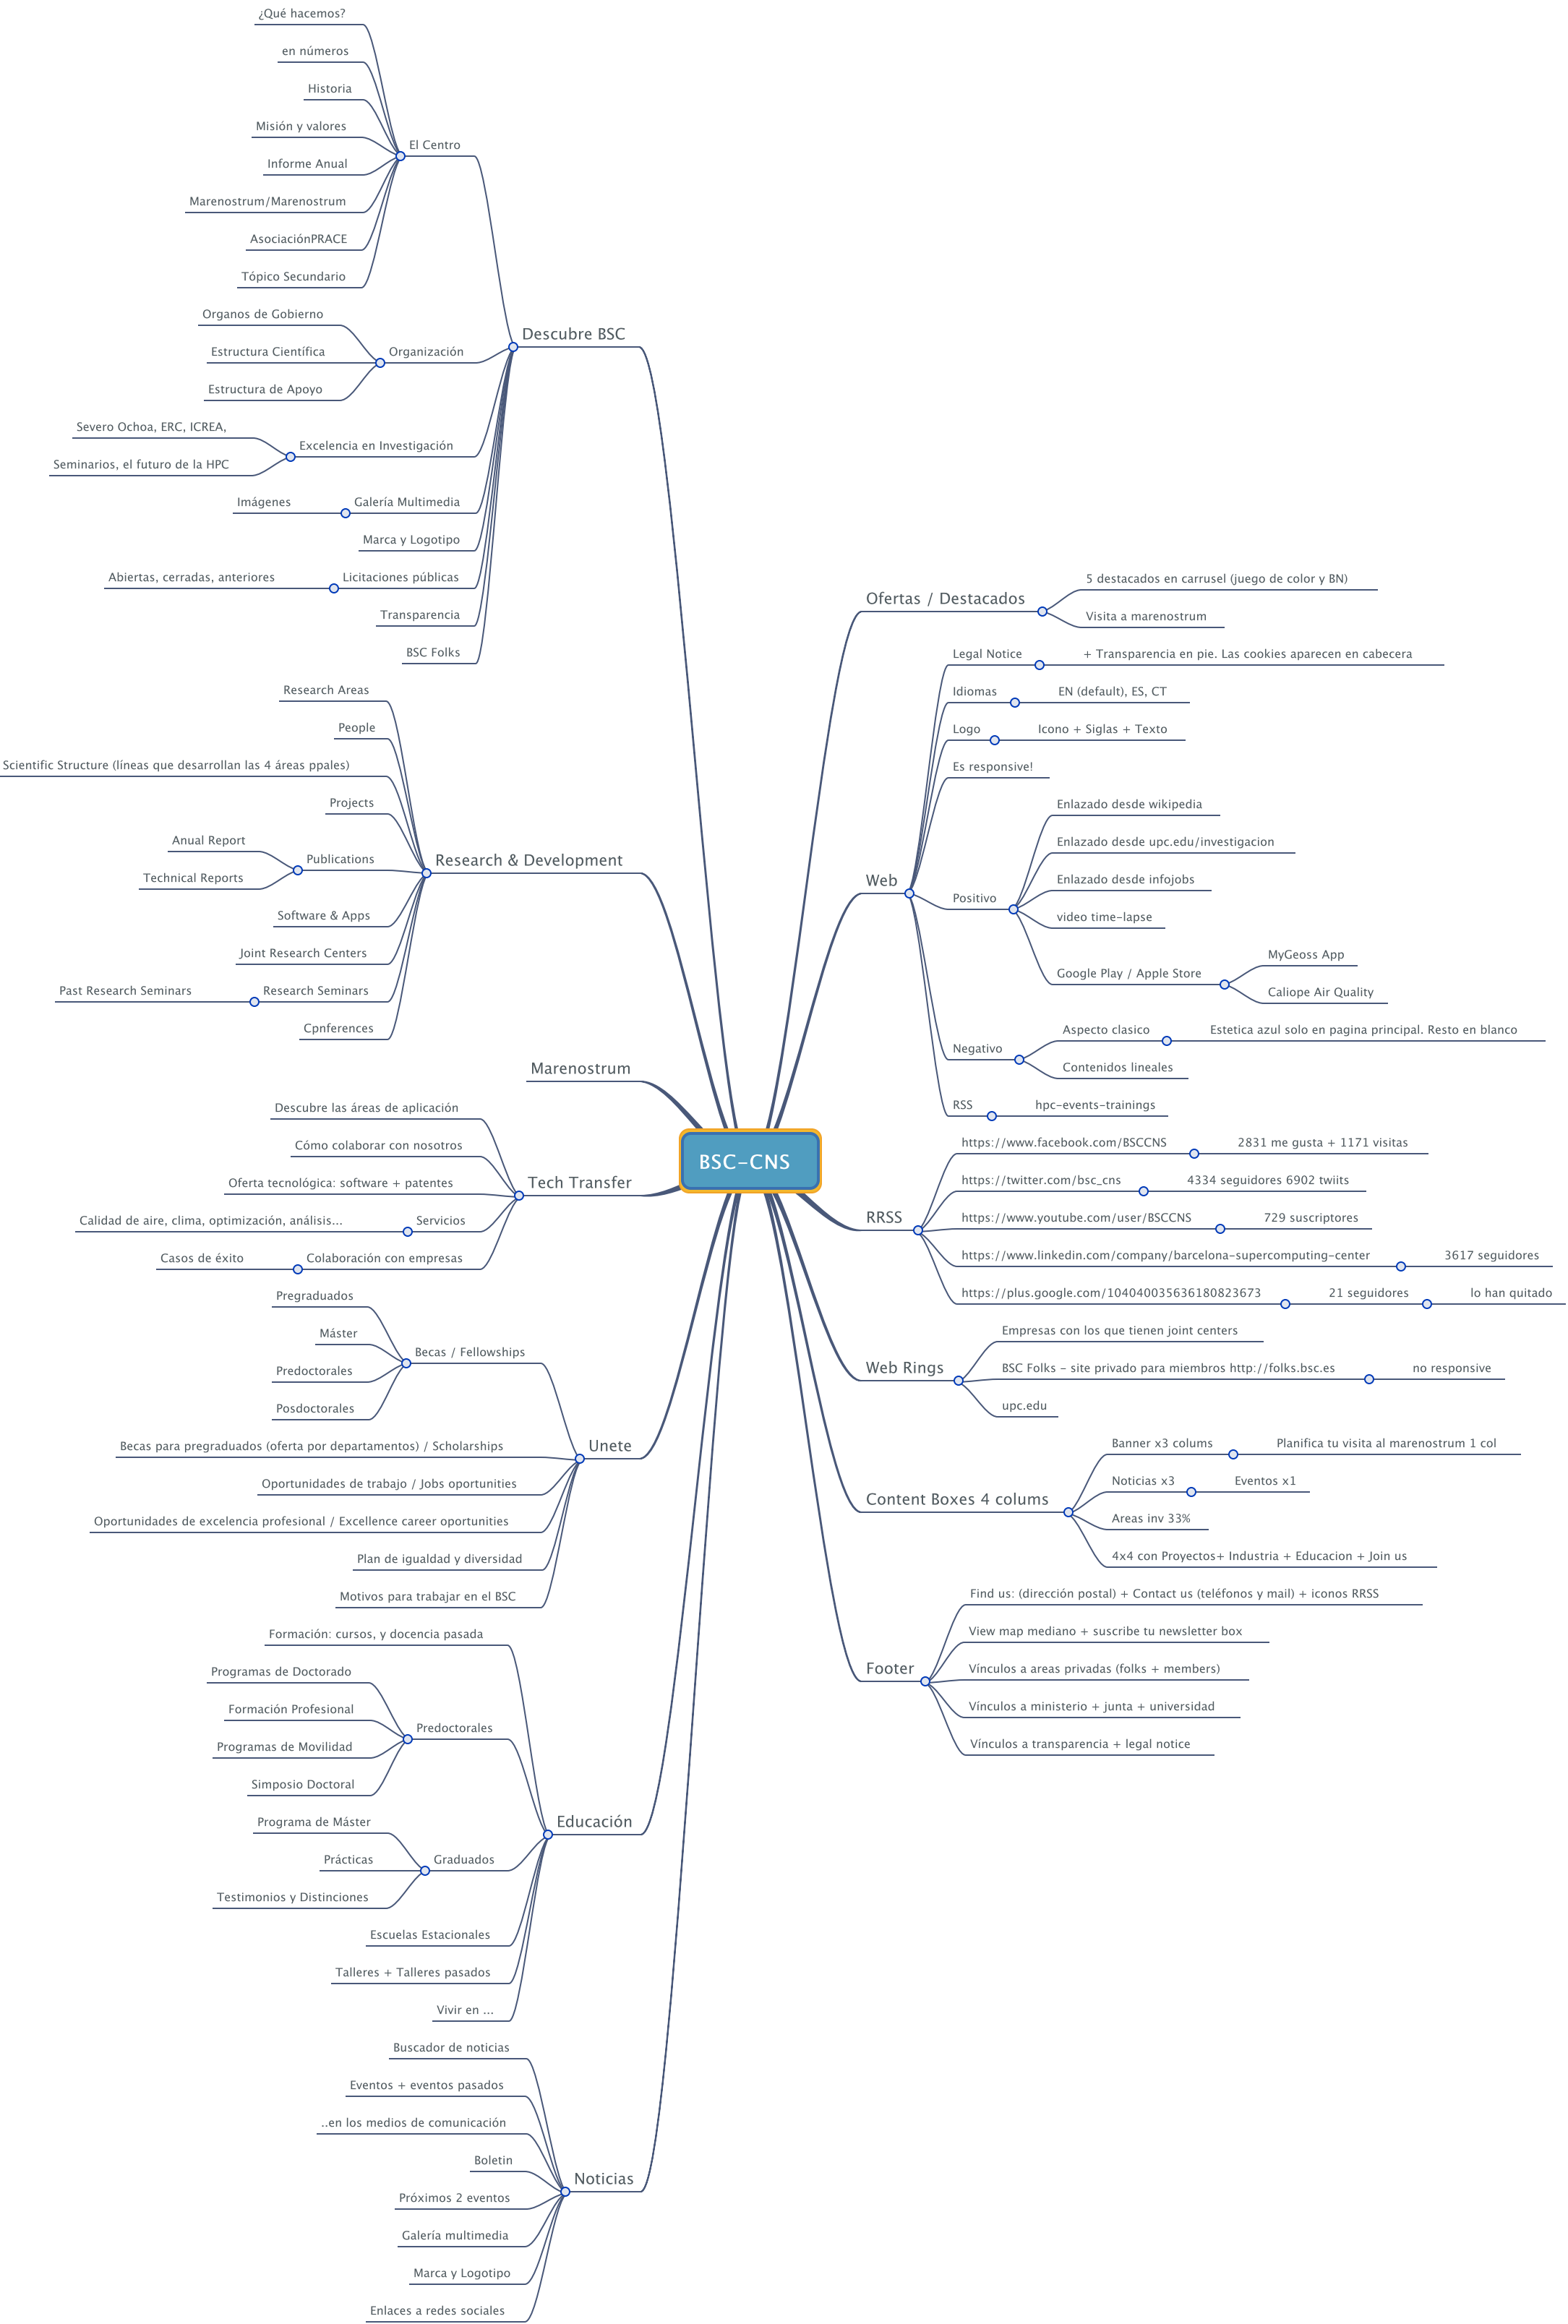 ¿Qué hacemos?
en números
Historia
Misión y valores
Informe Anual
Marenostrum/Marenostrum
AsociaciónPRACE
Tópico Secundario
El Centro
Organos de Gobierno
Estructura Científica
Estructura de Apoyo
Organización
Severo Ochoa, ERC, ICREA,
Seminarios, el futuro de la HPC
Excelencia en Investigación
Imágenes
Galería Multimedia
Marca y Logotipo
Abiertas, cerradas, anteriores
Licitaciones públicas
Transparencia
BSC Folks
Descubre BSC
Research Areas
People
Scientific Structure (líneas que desarrollan las 4 áreas ppales)
Projects
Anual Report
Technical Reports
Publications
Software & Apps
Joint Research Centers
Past Research Seminars
Research Seminars
Cpnferences
Research & Development
Marenostrum
Descubre las áreas de aplicación
Cómo colaborar con nosotros
Oferta tecnológica: software + patentes
Calidad de aire, clima, optimización, análisis...
Servicios
Casos de éxito
Colaboración con empresas
Tech Transfer
Pregraduados
Máster
Predoctorales
Posdoctorales
Becas / Fellowships
Becas para pregraduados (oferta por departamentos) / Scholarships
Oportunidades de trabajo / Jobs oportunities
Oportunidades de excelencia profesional / Excellence career oportunities
Plan de igualdad y diversidad
Motivos para trabajar en el BSC
Unete
Formación: cursos, y docencia pasada
Programas de Doctorado
Formación Profesional
Programas de Movilidad
Simposio Doctoral
Predoctorales
Programa de Máster
Prácticas
Testimonios y Distinciones
Graduados
Escuelas Estacionales
Talleres + Talleres pasados
Vivir en ...
Educación
Buscador de noticias
Eventos + eventos pasados
..en los medios de comunicación
Boletin
Próximos 2 eventos
Galería multimedia
Marca y Logotipo
Enlaces a redes sociales
Noticias
BSC-CNS
Ofertas / Destacados
5 destacados en carrusel (juego de color y BN)
Visita a marenostrum
Web
Legal Notice
+ Transparencia en pie. Las cookies aparecen en cabecera
Idiomas
EN (default), ES, CT
Logo
Icono + Siglas + Texto
Es responsive!
Positivo
Enlazado desde wikipedia
Enlazado desde upc.edu/investigacion
Enlazado desde infojobs
video time-lapse
Google Play / Apple Store
MyGeoss App
Caliope Air Quality
Negativo
Aspecto clasico
Estetica azul solo en pagina principal. Resto en blanco
Contenidos lineales
RSS
hpc-events-trainings
RRSS
https://www.facebook.com/BSCCNS
2831 me gusta + 1171 visitas
https://twitter.com/bsc_cns
4334 seguidores 6902 twiits
https://www.youtube.com/user/BSCCNS
729 suscriptores
https://www.linkedin.com/company/barcelona-supercomputing-center
3617 seguidores
https://plus.google.com/104040035636180823673
21 seguidores
lo han quitado
Web Rings
Empresas con los que tienen joint centers
BSC Folks - site privado para miembros http://folks.bsc.es
no responsive
upc.edu
Content Boxes 4 colums
Banner x3 colums
Planifica tu visita al marenostrum 1 col
Noticias x3
Eventos x1
Areas inv 33%
4x4 con Proyectos+ Industria + Educacion + Join us
Footer
Find us: (dirección postal) + Contact us (teléfonos y mail) + iconos RRSS
View map mediano + suscribe tu newsletter box
Vínculos a areas privadas (folks + members)
Vínculos a ministerio + junta + universidad
Vínculos a transparencia + legal notice